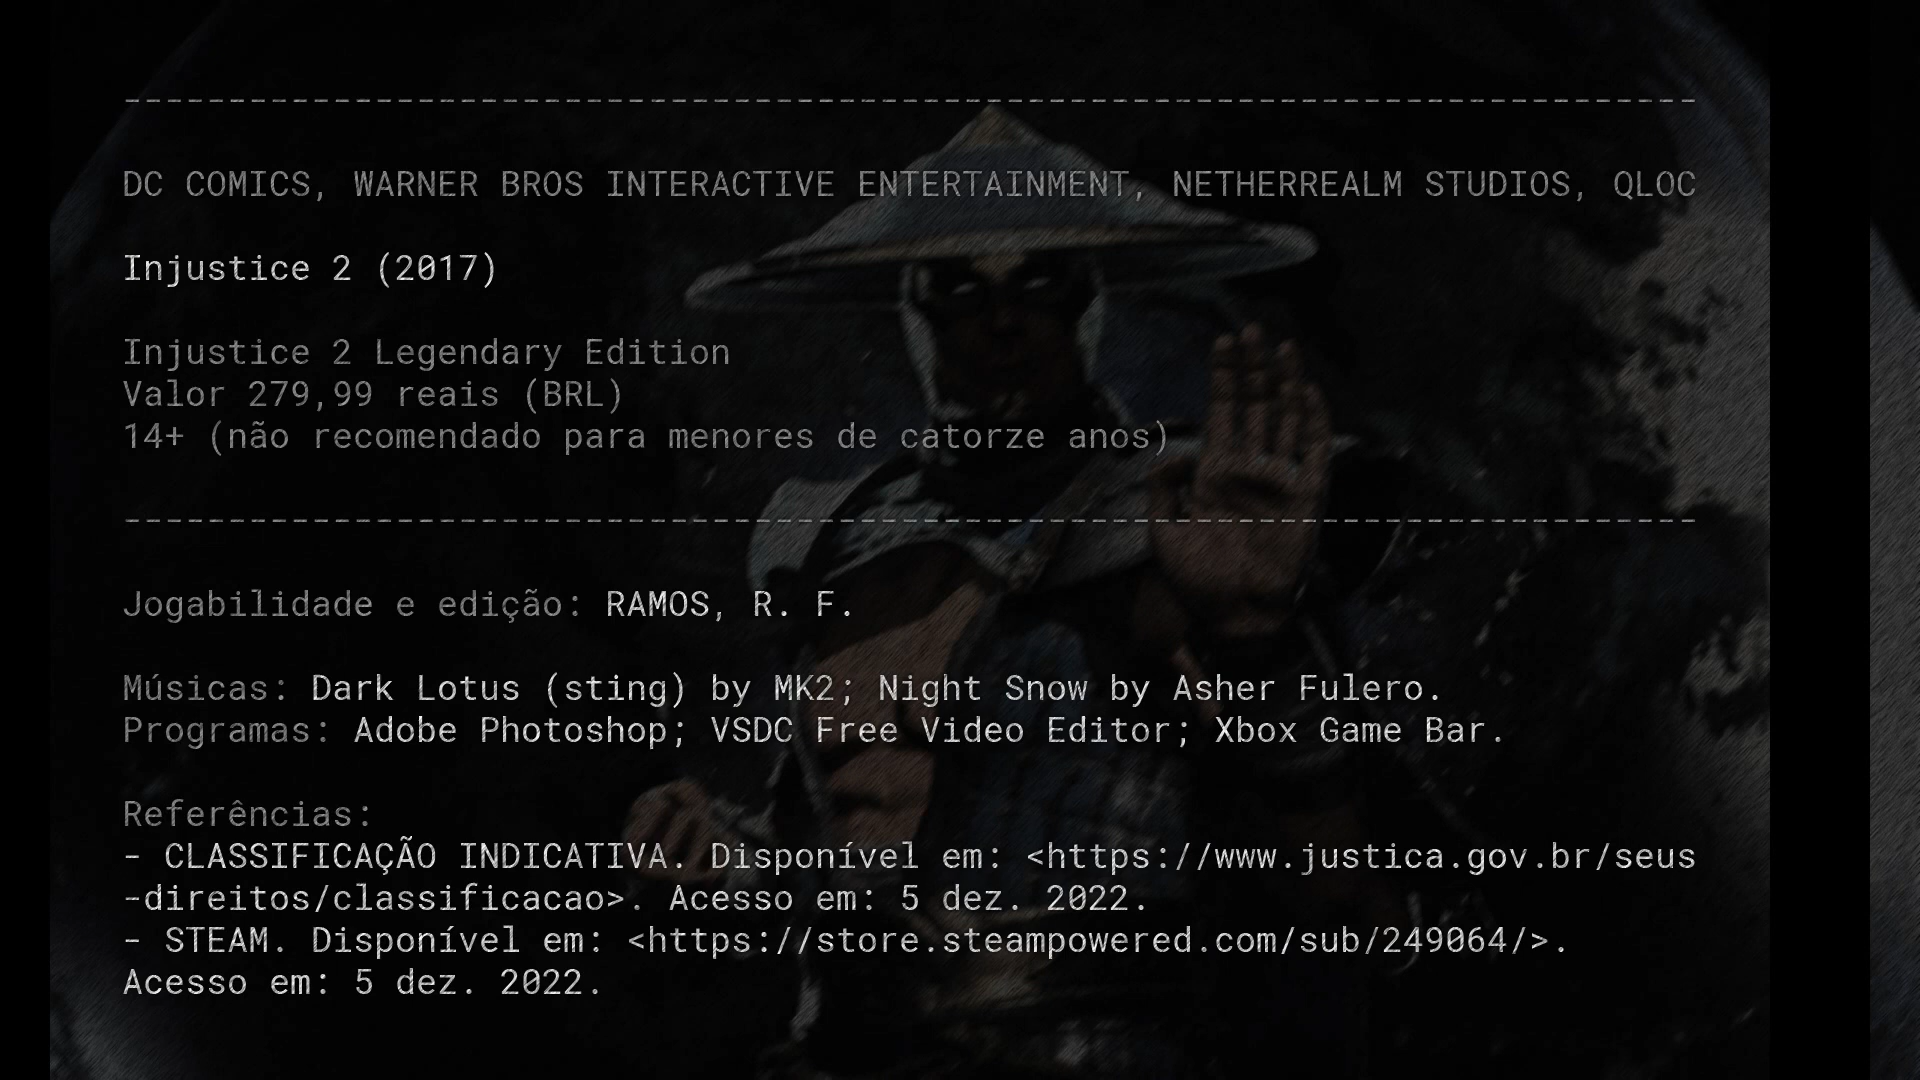 ---------------------------------------------------------------------------
DC COMICS, WARNER BROS INTERACTIVE ENTERTAINMENT, NETHERREALM STUDIOS, QLOC
Injustice 2 (2017)
Injustice 2 Legendary Edition
Valor 279,99 reais (BRL)
14+ (não recomendado para menores de catorze anos)
---------------------------------------------------------------------------
Jogabilidade e edição: RAMOS, R. F.
Músicas: Dark Lotus (sting) by MK2; Night Snow by Asher Fulero.
Programas: Adobe Photoshop; VSDC Free Video Editor; Xbox Game Bar.
Referências:
- CLASSIFICAÇÃO INDICATIVA. Disponível em: <https://www.justica.gov.br/seus
-direitos/classificacao>. Acesso em: 5 dez. 2022.
- STEAM. Disponível em: <https://store.steampowered.com/sub/249064/>.
Acesso em: 5 dez. 2022.